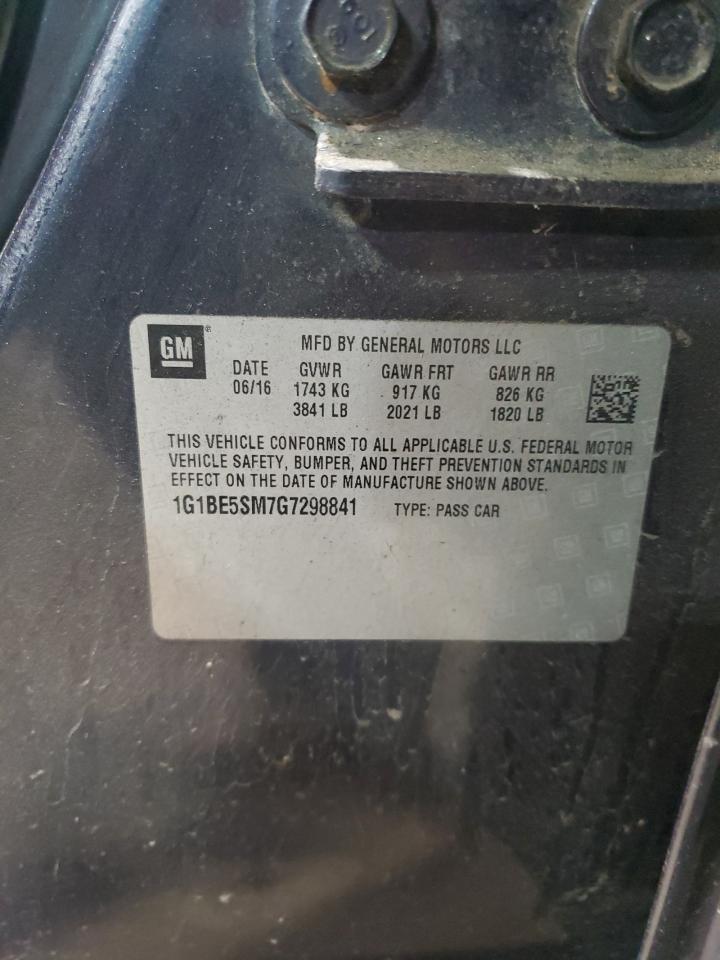 GM
MFD BY GENERAL MOTORS LLC
DATE GVWR GAWR FRT GAWR RR
06/16 1743 KG 917 KG 826 KG
3841 LB 2021 LB 1820 LB
THIS VEHICLE CONFORMS TO ALL APPLICABLE U.S. FEDERAL MOTOR
VEHICLE SAFETY, BUMPER, AND THEFT PREVENTION STANDARDS IN
EFFECT ON THE DATE OF MANUFACTURE SHOWN ABOVE.
1G1BE5SM7G7298841 TYPE: PASS CAR